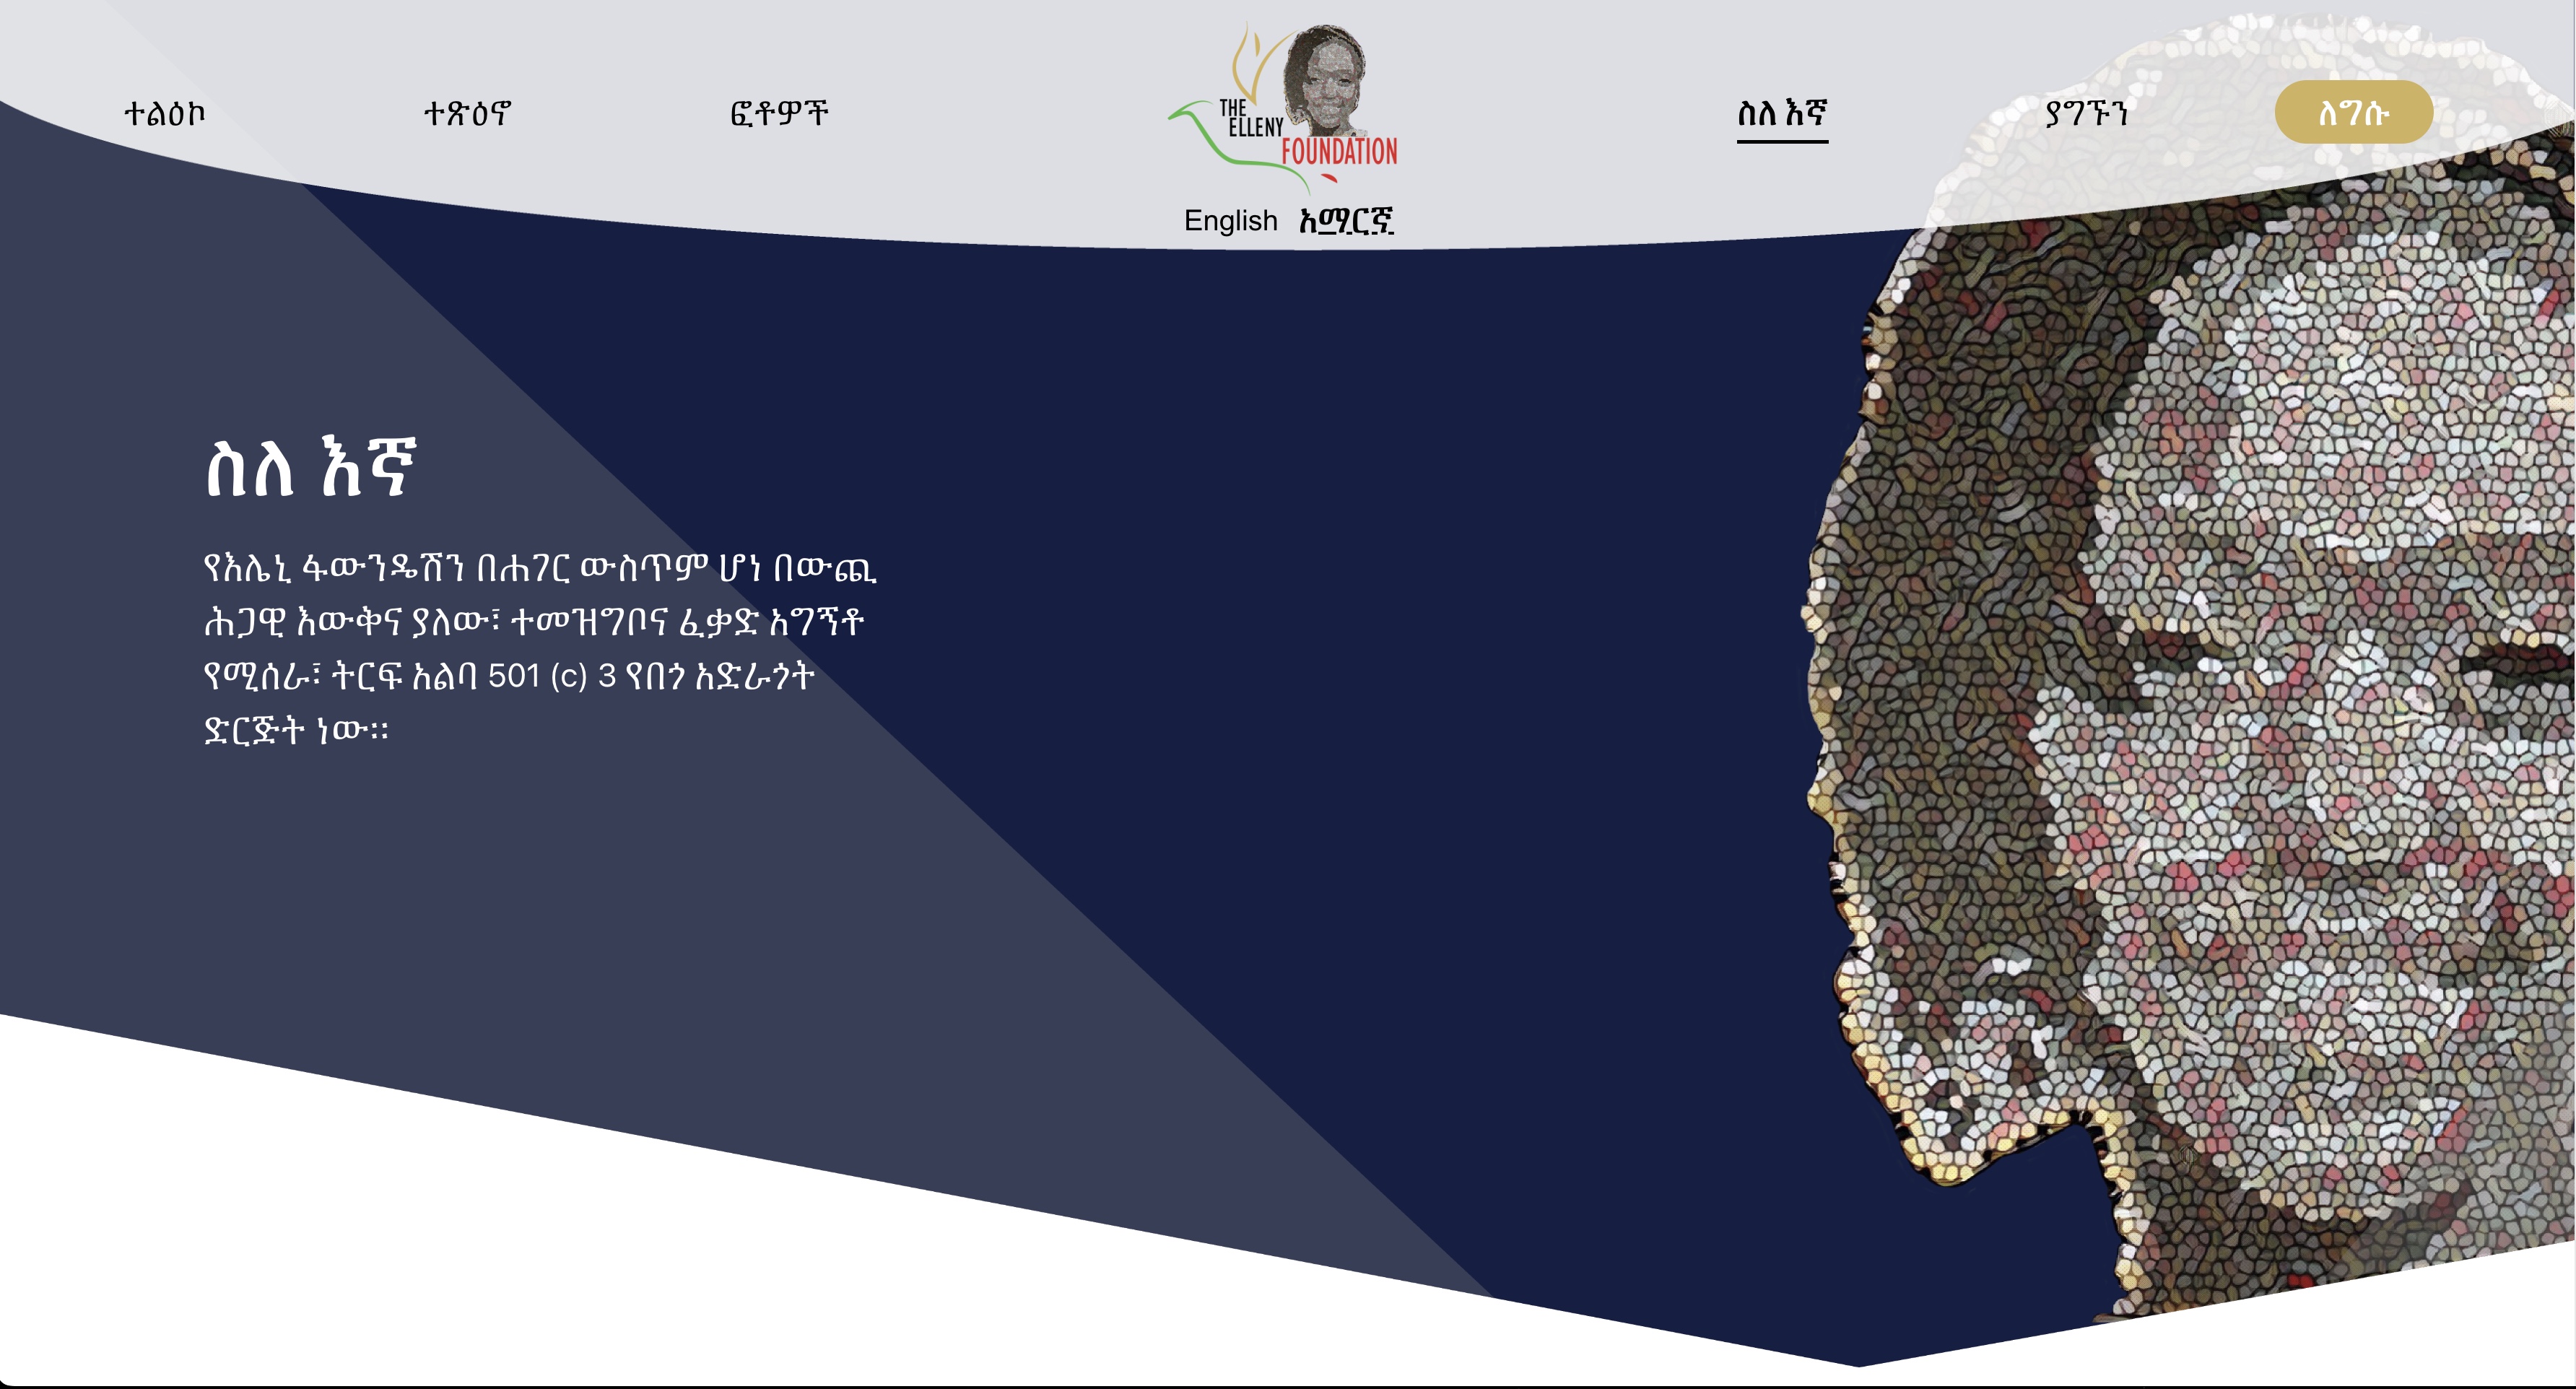 ተልዕኮ
ተጽዕኖ
ፎቶዎች
THE
ELLENY
FOUNDATION
English አማርኛ
ስለ እኛ
ያግኙን
ለግሱ
ስለ እኛ
የእሌኒ ፋውንዴሽን በሐገር ውስጥም ሆነ በውጪ
ሕጋዊ እውቅና ያለው፣ ተመዝግቦና ፈቃድ አግኝቶ
የሚሰራ፣ ትርፍ አልባ 501 (c) 3 የበጎ አድራጎት
ድርጅት ነው።